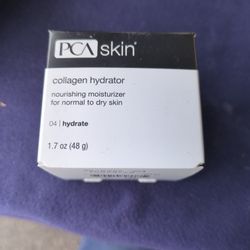 PCA skin®
collagen hydrator
nourishing moisturizer
for normal to dry skin
04 | hydrate
1.7 oz (48 g)